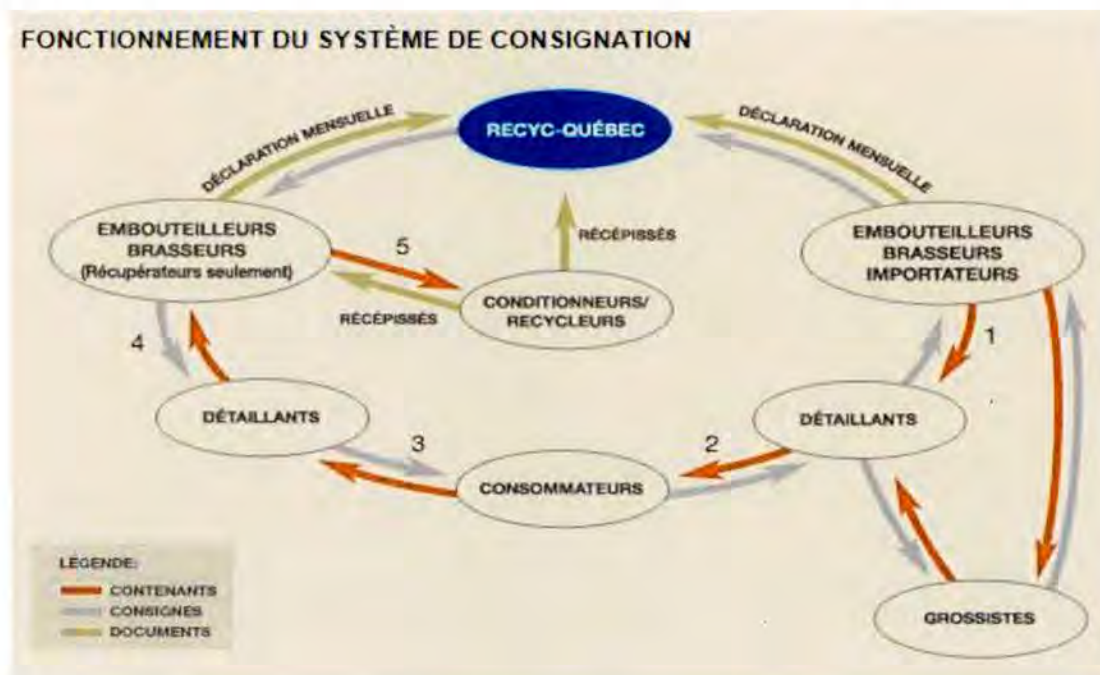 FONCTIONNEMENT DU SYSTÈME DE CONSIGNATION
DÉCLARATION MENSUELLE
RECYC-QUÉBEC
DÉCLARATION MENSUELLE
EMBOUTEILLEURS
BRASSEURS
(Récupérateurs seulement)
5
RÉCÉPISSÉS
EMBOUTEILLEURS
BRASSEURS
IMPORTATEURS
RÉCÉPISSÉS
CONDITIONNEURS/
RECYCLEURS
4
1
DÉTAILLANTS
3
2
DÉTAILLANTS
CONSOMMATEURS
LÉGENDE:
CONTENANTS
CONSIGNES
DOCUMENTS
GROSSISTES